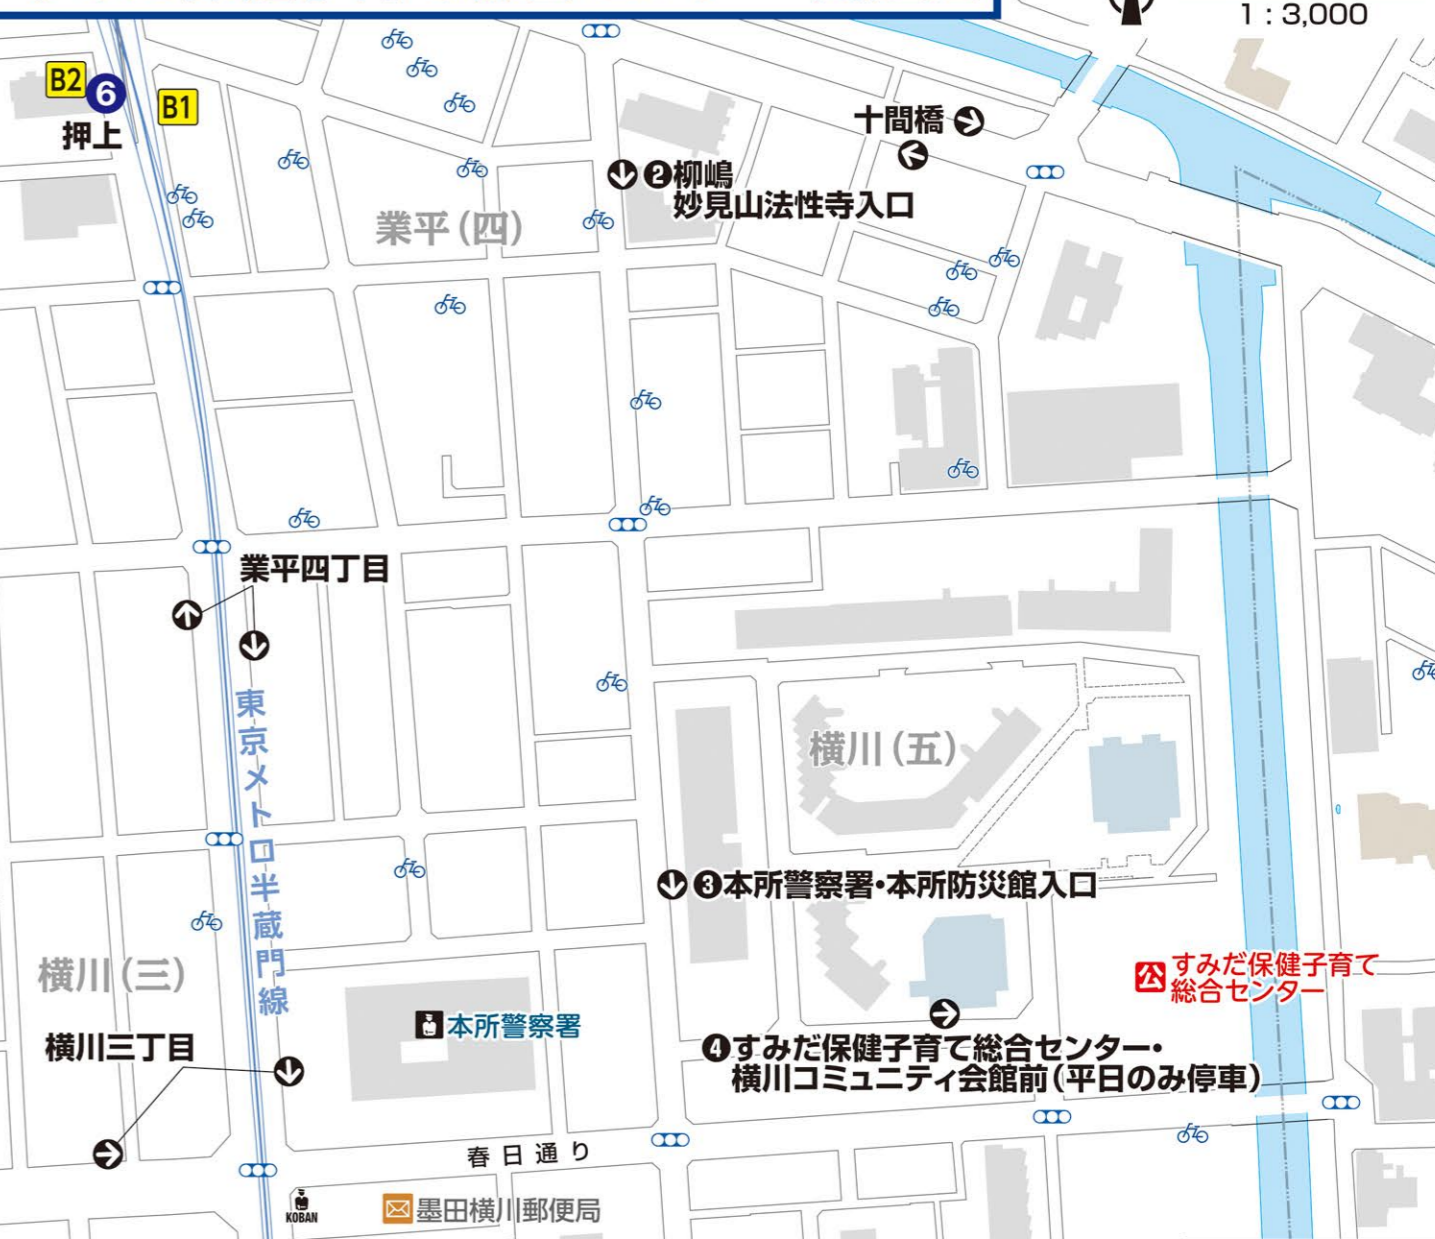 1：3,000
B2
6
B1
押上
十間橋
❷柳嶋
妙見山法性寺入口
業平(四)
業平四丁目
東京メトロ半蔵門線
横川(五)
❸本所警察署・本所防災館入口
すみだ保健子育て
総合センター
公
横川(三)
本所警察署
横川三丁目
❹すみだ保健子育て総合センター・
横川コミュニティ会館前(平日のみ停車)
春日通り
KOBAN
墨田横川郵便局